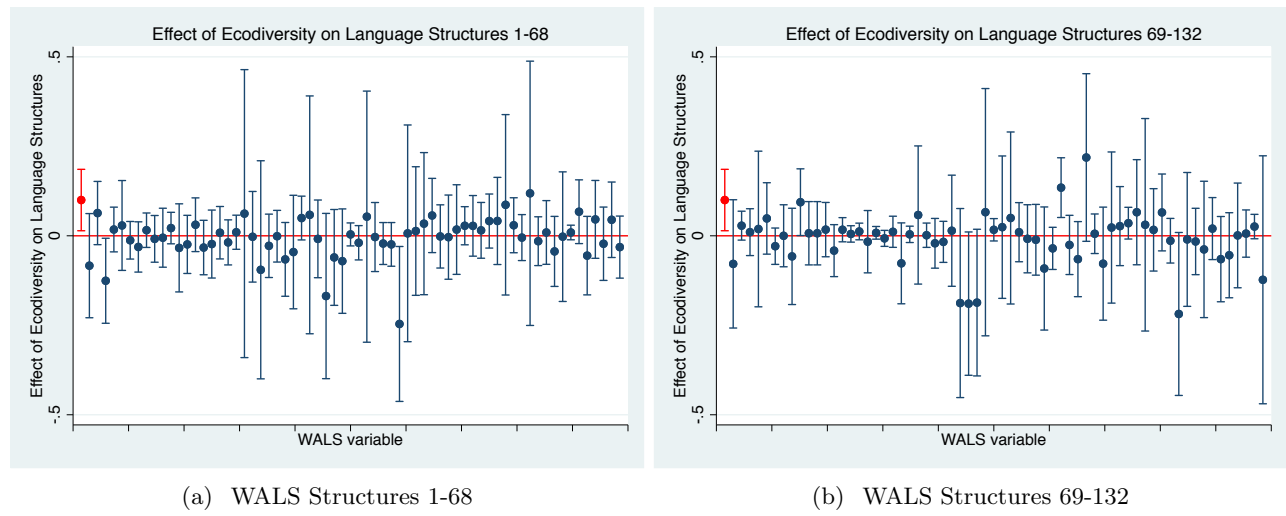 Effect of Ecodiversity on Language Structures 1-68
Effect of Ecodiversity on Language Structures
.5
0
-.5
WALS variable
(a) WALS Structures 1-68
Effect of Ecodiversity on Language Structures 69-132
Effect of Ecodiversity on Language Structures
.5
0
-.5
WALS variable
(b) WALS Structures 69-132